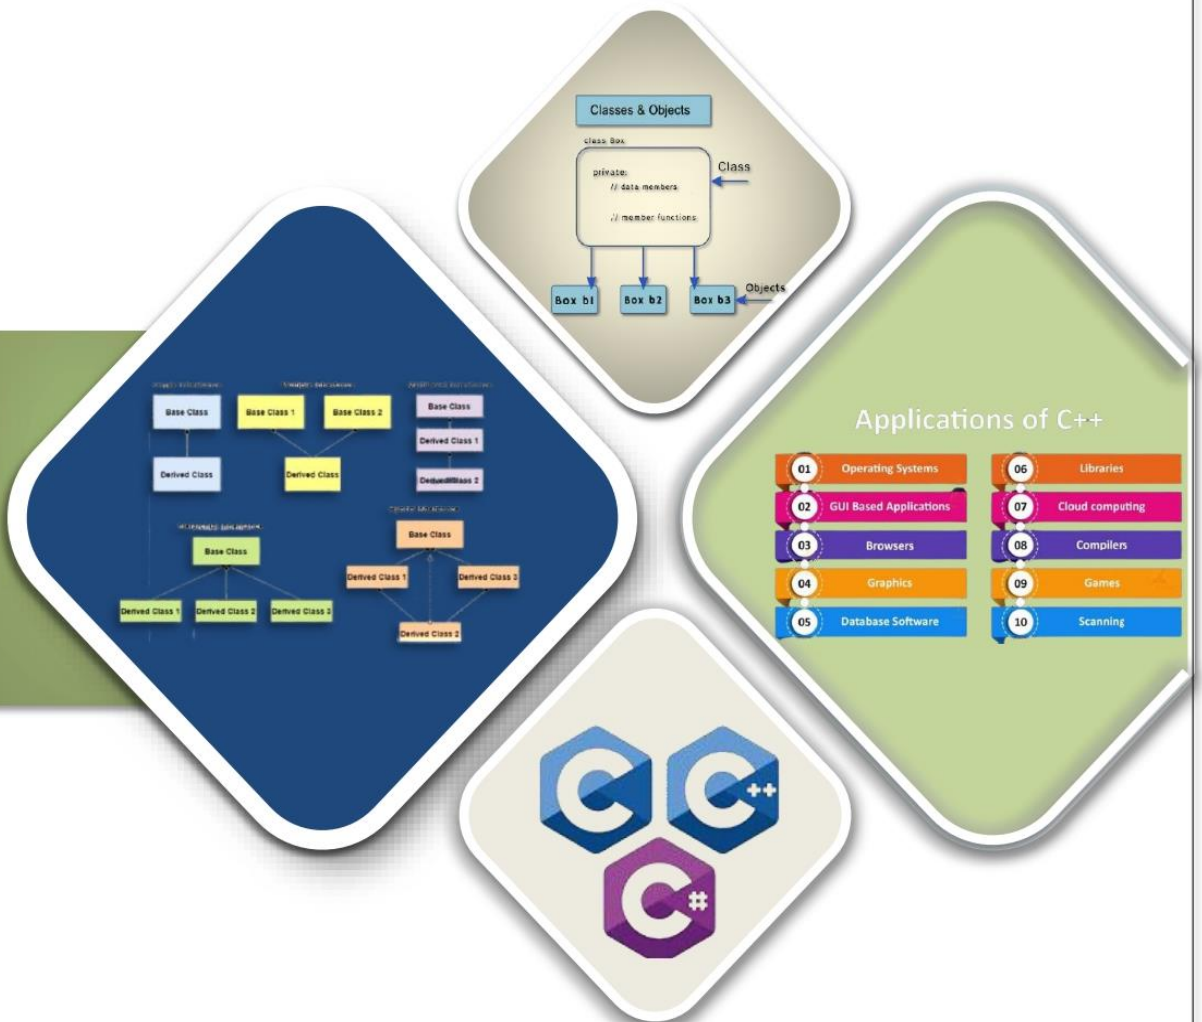 Classes & Objects
class Box
private:
// data members
// member functions
Class
Box b1
Box b2
Box b3
Objects
Base Class
Derived Class
Base Class 1
Base Class 2
Derived Class
Base Class
Derived Class 1
Base Class
Derived Class 1
Derived Class 2
Derived Class 3
Base Class
Derived Class 1
Derived Class 3
Derived Class 2
Applications of C++
01 Operating Systems
02 GUI Based Applications
03 Browsers
04 Graphics
05 Database Software
06 Libraries
07 Cloud computing
08 Compilers
09 Games
10 Scanning
C
C++
C#